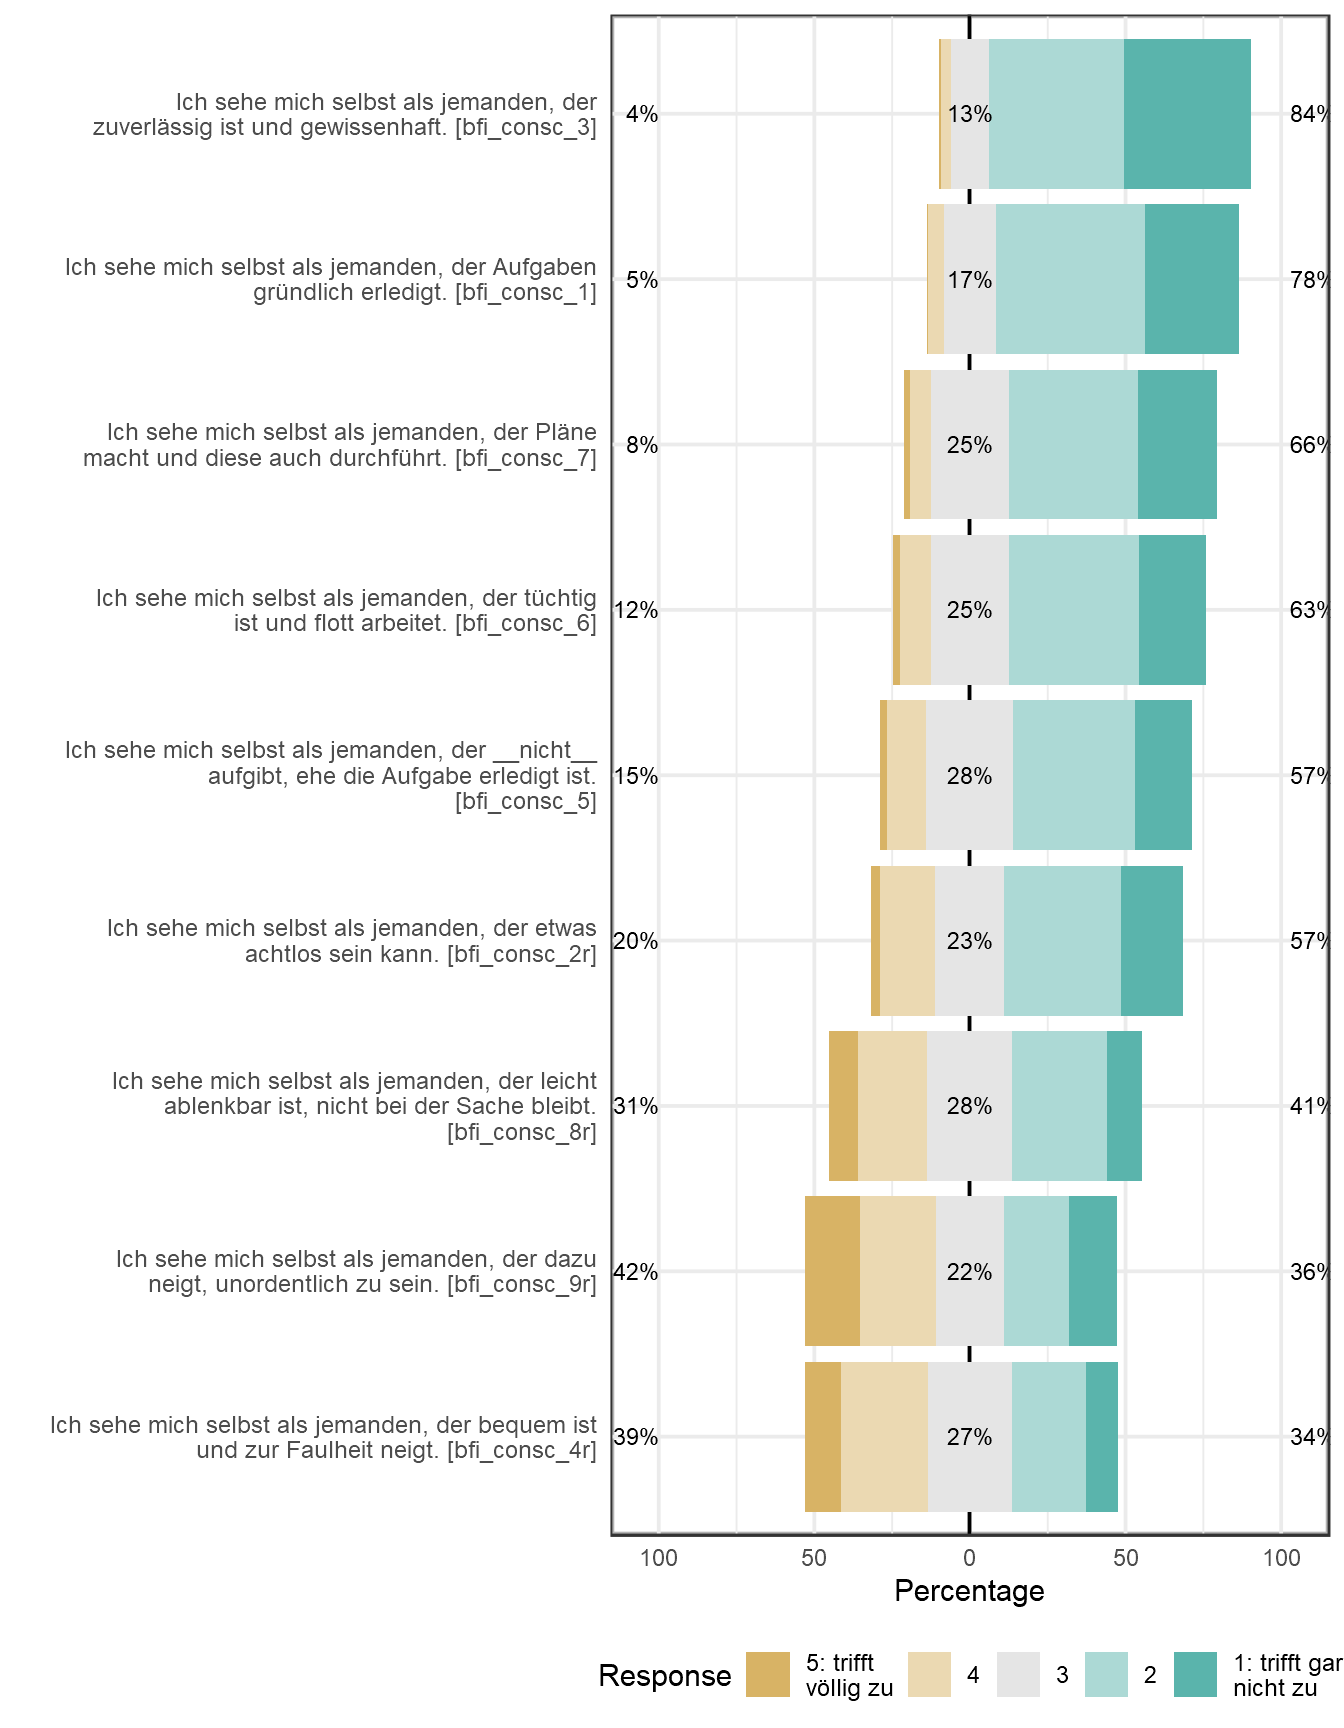 Ich sehe mich selbst als jemanden, der
zuverlässig ist und gewissenhaft. [bfi_consc_3]
4%
13%
84%
Ich sehe mich selbst als jemanden, der Aufgaben
gründlich erledigt. [bfi_consc_1]
5%
17%
78%
Ich sehe mich selbst als jemanden, der Pläne
macht und diese auch durchführt. [bfi_consc_7]
8%
25%
66%
Ich sehe mich selbst als jemanden, der tüchtig
ist und flott arbeitet. [bfi_consc_6]
12%
25%
63%
Ich sehe mich selbst als jemanden, der __nicht__
aufgibt, ehe die Aufgabe erledigt ist.
[bfi_consc_5]
15%
28%
57%
Ich sehe mich selbst als jemanden, der etwas
achtlos sein kann. [bfi_consc_2r]
20%
23%
57%
Ich sehe mich selbst als jemanden, der leicht
ablenkbar ist, nicht bei der Sache bleibt.
[bfi_consc_8r]
31%
28%
41%
Ich sehe mich selbst als jemanden, der dazu
neigt, unordentlich zu sein. [bfi_consc_9r]
42%
22%
36%
Ich sehe mich selbst als jemanden, der bequem ist
und zur Faulheit neigt. [bfi_consc_4r]
39%
27%
34%
100 50 0 50 100
Percentage
Response
5: trifft
völlig zu
4
3
2
1: trifft gar
nicht zu